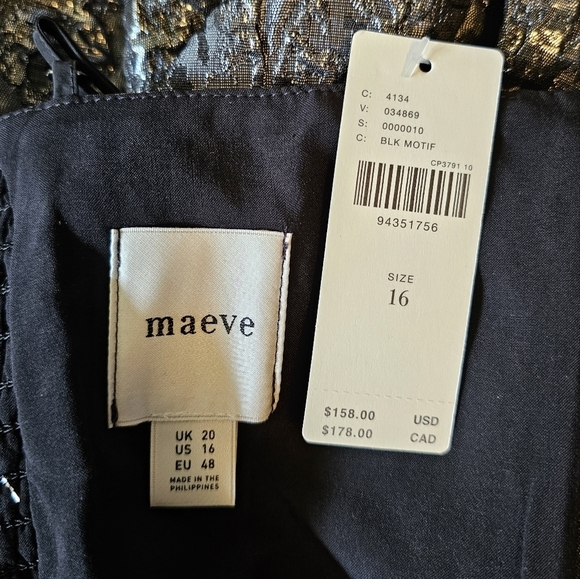 C: 4134
V: 034869
S: 0000010
C: BLK MOTIF
CP3791 10
94351756
SIZE
16
$158.00 USD
$178.00 CAD
maeve
UK 20
US 16
EU 48
MADE IN THE
PHILIPPINES